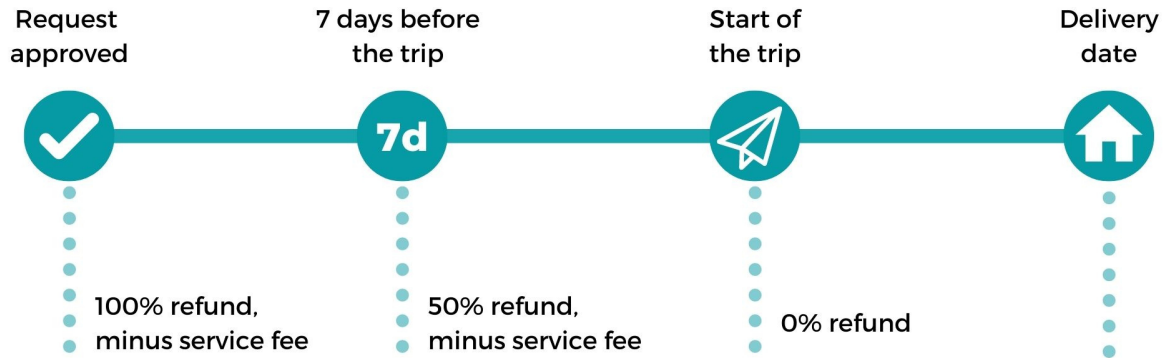 Request
approved
7 days before
the trip
Start of
the trip
Delivery
date
7d
100% refund,
minus service fee
50% refund,
minus service fee
0% refund